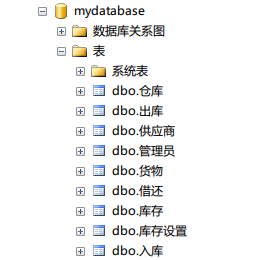 mydatabase
数据库关系图
表
系统表
dbo.仓库
dbo.出库
dbo.供应商
dbo.管理员
dbo.货物
dbo.借还
dbo.库存
dbo.库存设置
dbo.入库